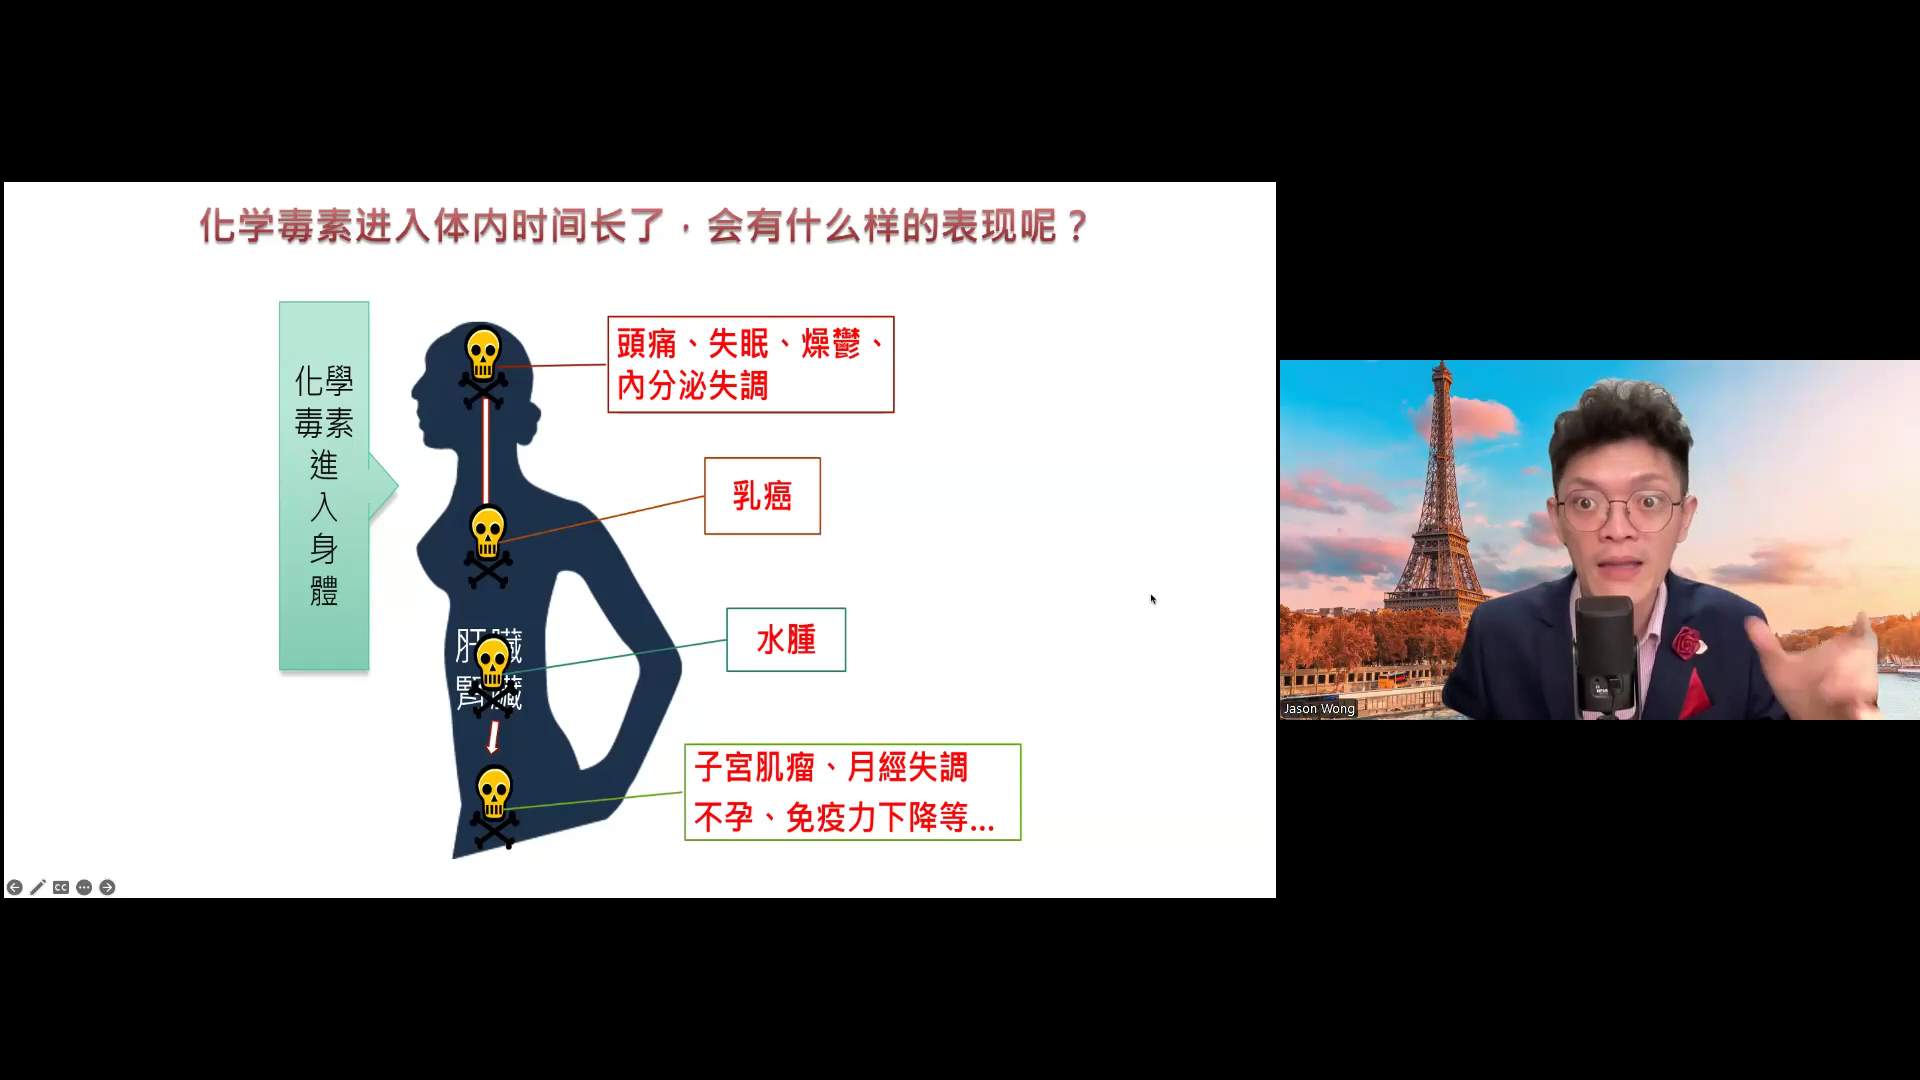 化学毒素进入体内时间长了，会有什么样的表现呢？
化學
毒素
進
入
身
體
頭痛、失眠、燥鬱、
內分泌失調
乳癌
肝臟
腎臟
水腫
子宮肌瘤、月經失調
不孕、免疫力下降等...
CC
Jason Wong